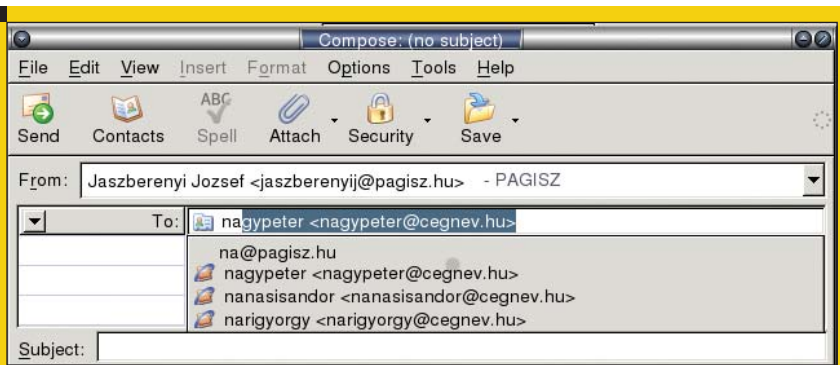 Compose: (no subject)
File Edit View Insert Format Options Tools Help
ABC
Send Contacts Spell Attach Security Save
From: Jaszberenyi Jozsef <jaszberenyij@pagisz.hu> - PAGISZ
To: nagypeter <nagypeter@cegnev.hu>
na@pagisz.hu
nagypeter <nagypeter@cegnev.hu>
nanasisandor <nanasisandor@cegnev.hu>
narigyorgy <narigyorgy@cegnev.hu>
Subject: